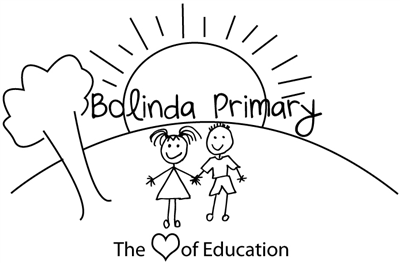 Bolinda Primary
The ♡ of Education